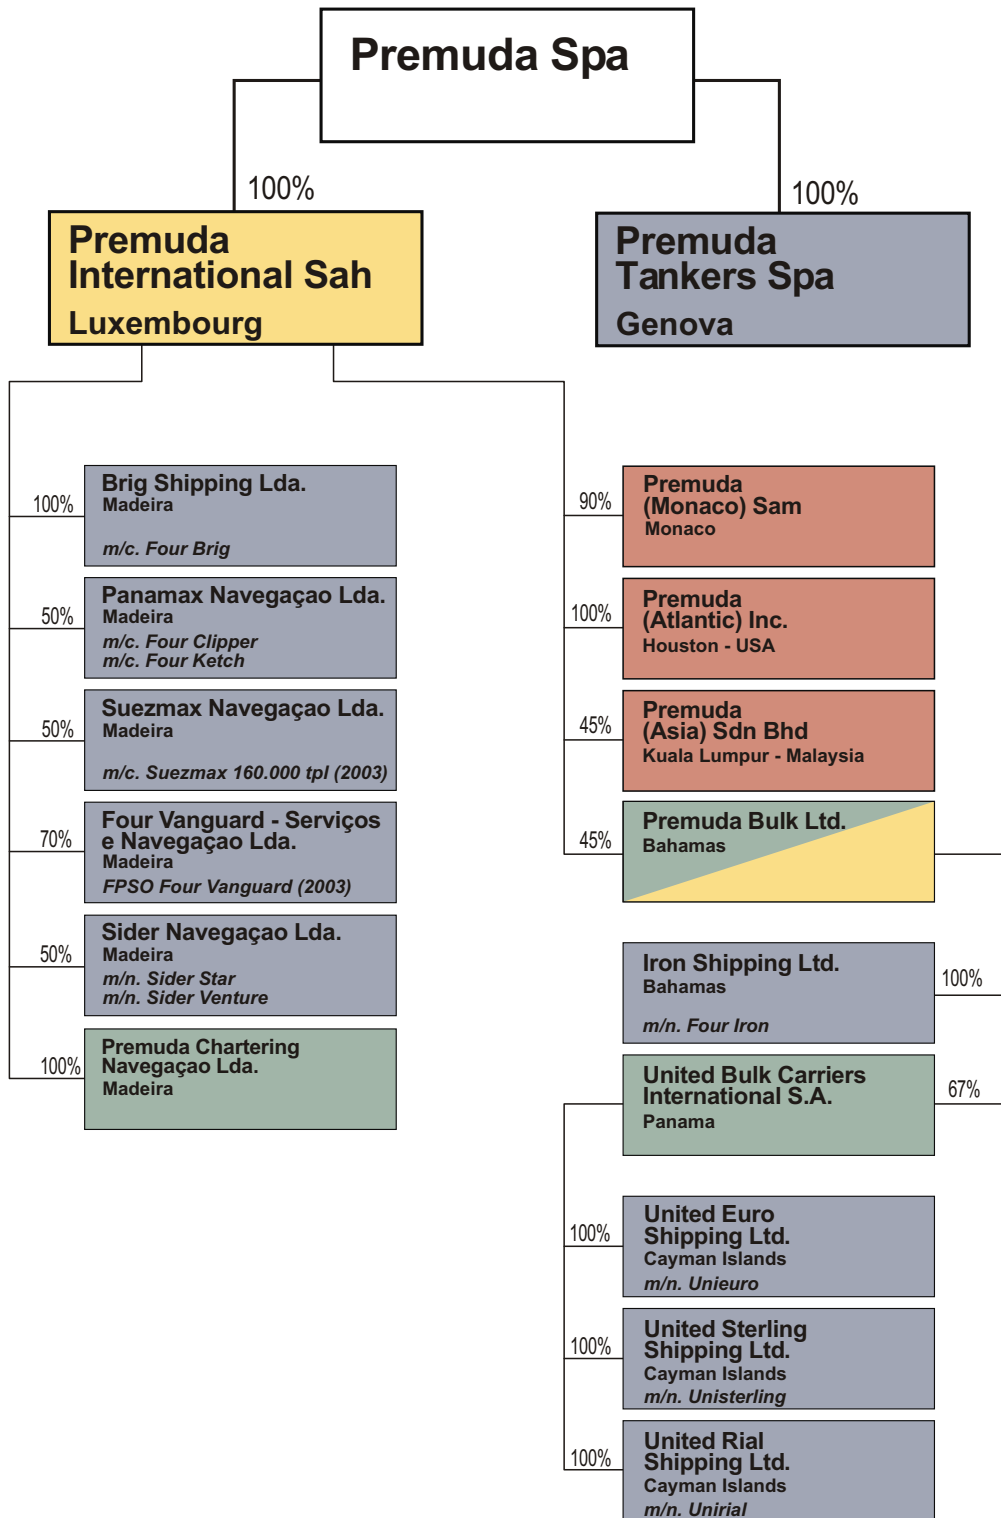 Premuda Spa
100%
100%
Premuda
International Sah
Luxembourg
Premuda
Tankers Spa
Genova
100%
Brig Shipping Lda.
Madeira
m/c. Four Brig
50%
Panamax Navegaçao Lda.
Madeira
m/c. Four Clipper
m/c. Four Ketch
50%
Suezmax Navegaçao Lda.
Madeira
m/c. Suezmax 160.000 tpl (2003)
70%
Four Vanguard - Serviços
e Navegaçao Lda.
Madeira
FPSO Four Vanguard (2003)
50%
Sider Navegaçao Lda.
Madeira
m/n. Sider Star
m/n. Sider Venture
100%
Premuda Chartering
Navegaçao Lda.
Madeira
90%
Premuda
(Monaco) Sam
Monaco
100%
Premuda
(Atlantic) Inc.
Houston - USA
45%
Premuda
(Asia) Sdn Bhd
Kuala Lumpur - Malaysia
45%
Premuda Bulk Ltd.
Bahamas
Iron Shipping Ltd.
Bahamas
m/n. Four Iron
100%
United Bulk Carriers
International S.A.
Panama
67%
100%
United Euro
Shipping Ltd.
Cayman Islands
m/n. Unieuro
100%
United Sterling
Shipping Ltd.
Cayman Islands
m/n. Unisterling
100%
United Rial
Shipping Ltd.
Cayman Islands
m/n. Unirial